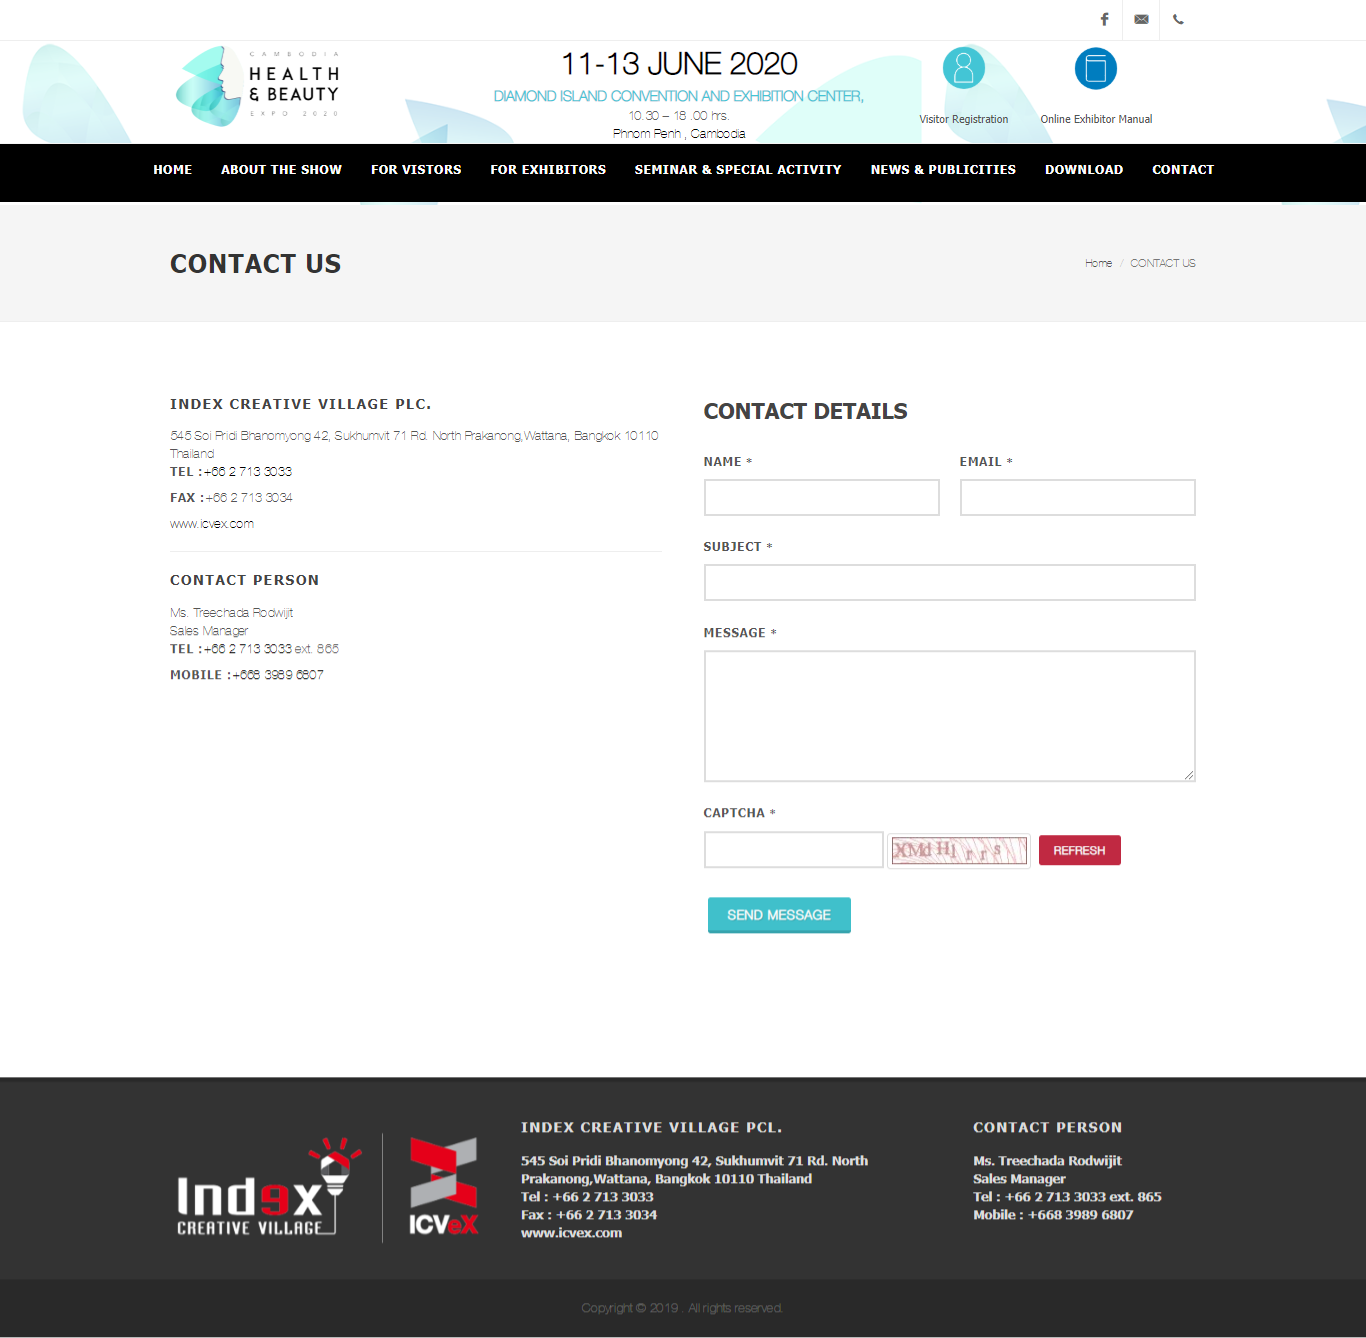 CAMBODIA
HEALTH
& BEAUTY
EXPO 2020
11-13 JUNE 2020
DIAMOND ISLAND CONVENTION AND EXHIBITION CENTER,
10.30 – 18 .00 hrs.
Phnom Penh , Cambodia
Visitor Registration
Online Exhibitor Manual
HOME ABOUT THE SHOW FOR VISTORS FOR EXHIBITORS SEMINAR & SPECIAL ACTIVITY NEWS & PUBLICITIES DOWNLOAD CONTACT
CONTACT US
Home / CONTACT US
INDEX CREATIVE VILLAGE PLC.
545 Soi Pridi Bhanomyong 42, Sukhumvit 71 Rd. North Prakanong,Wattana, Bangkok 10110
Thailand
TEL :+66 2 713 3033
FAX :+66 2 713 3034
www.icvex.com
CONTACT PERSON
Ms. Treechada Rodwijit
Sales Manager
TEL :+66 2 713 3033 ext. 865
MOBILE :+668 3989 6807
CONTACT DETAILS
NAME * EMAIL *
SUBJECT *
MESSAGE *
CAPTCHA *
XMdHIrrs
REFRESH
SEND MESSAGE
Index
CREATIVE VILLAGE
ICVeX
INDEX CREATIVE VILLAGE PCL.
545 Soi Pridi Bhanomyong 42, Sukhumvit 71 Rd. North
Prakanong,Wattana, Bangkok 10110 Thailand
Tel : +66 2 713 3033
Fax : +66 2 713 3034
www.icvex.com
CONTACT PERSON
Ms. Treechada Rodwijit
Sales Manager
Tel : +66 2 713 3033 ext. 865
Mobile : +668 3989 6807
Copyright © 2019 . All rights reserved.